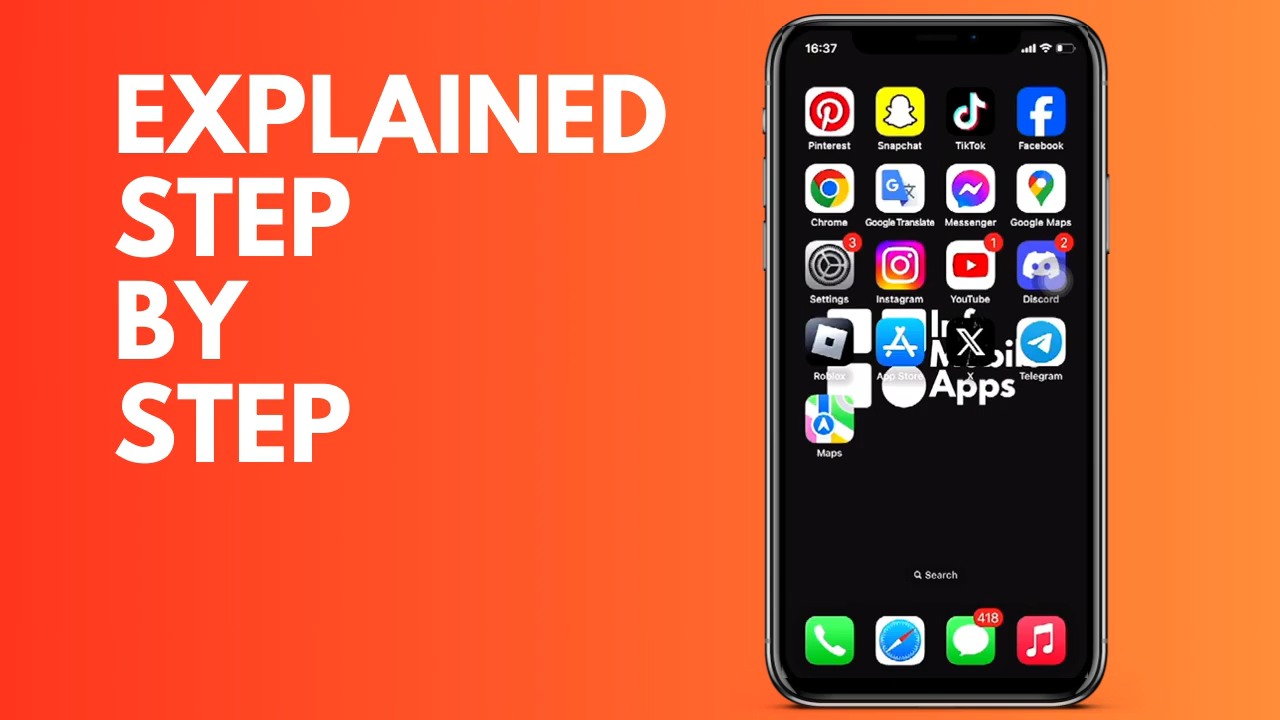 EXPLAINED
STEP
BY
STEP
16:37
Pinterest Snapchat TikTok Facebook
Chrome Google Translate Messenger Google Maps
3 1 2
Settings Instagram YouTube Discord
Roblox App Store X Telegram
Apps
Maps
Search
418